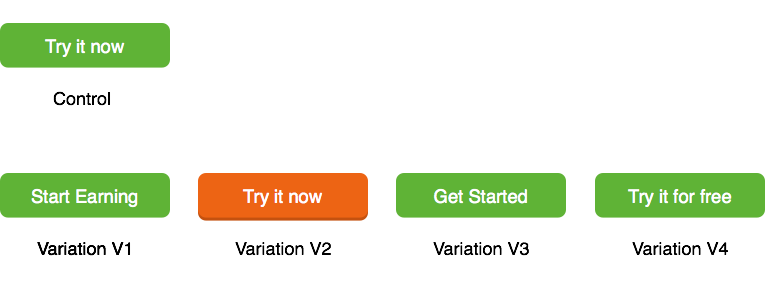 Try it now
Control
Start Earning
Try it now
Get Started
Try it for free
Variation V1
Variation V2
Variation V3
Variation V4